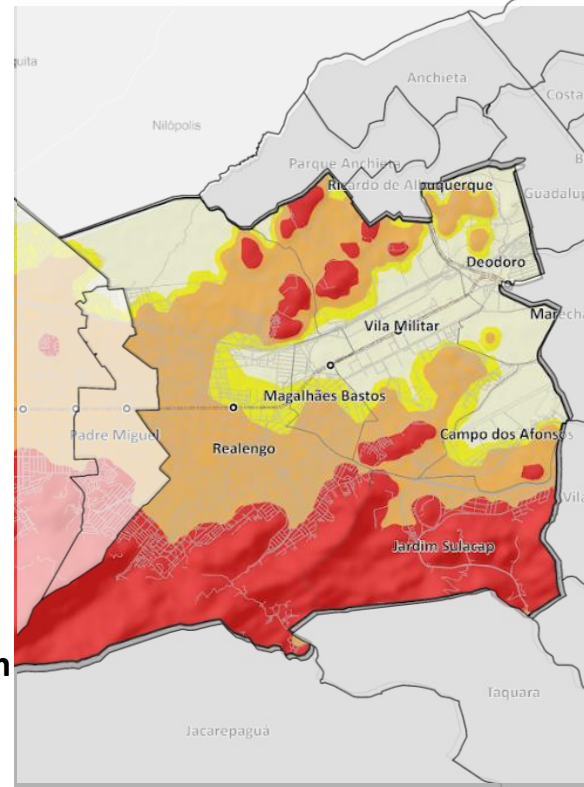 Anchieta
Costa
Nilópolis
Parque Anchieta
Ricardo de Albuquerque
Guadalup
Deodoro
Marecha
Vila Militar
Magalhães Bastos
Padre Miguel
Campo dos Afonsos
Realengo
Vila
Jardim Sulacap
Taquara
Jacarepaguá